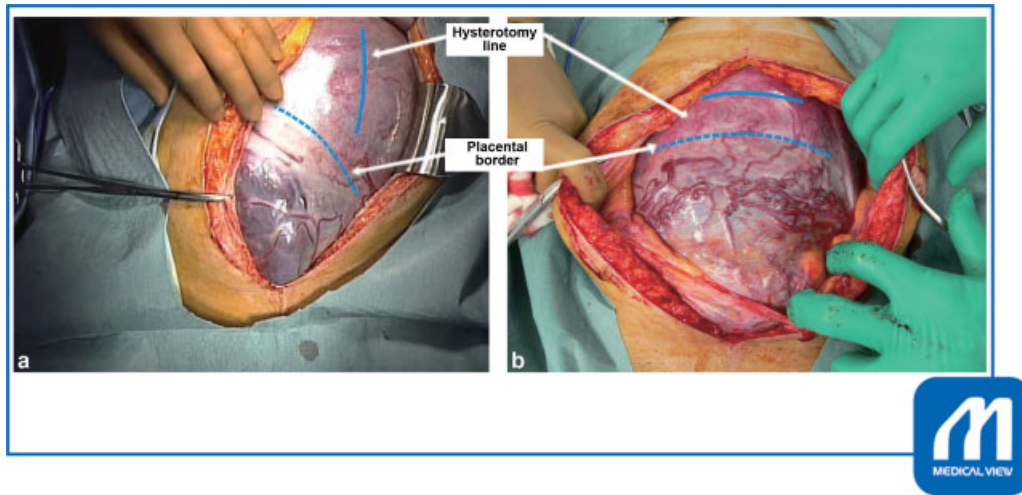 Hysterotomy
line
Placental
border
a
b
MEDICAL VIEW